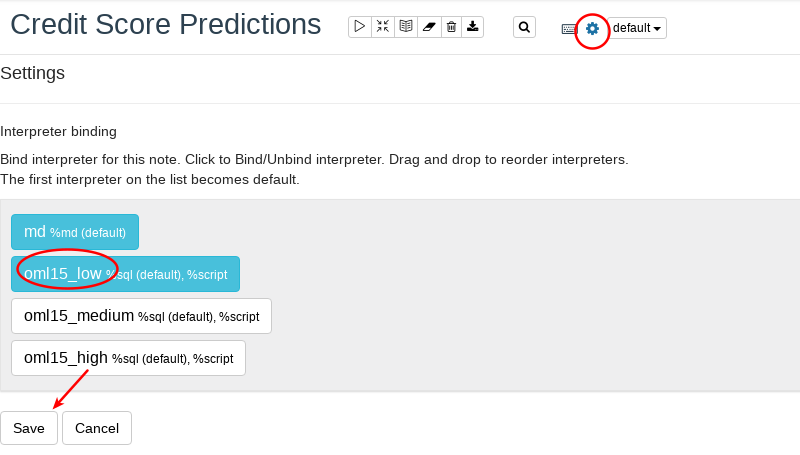 Credit Score Predictions
default
Settings
Interpreter binding
Bind interpreter for this note. Click to Bind/Unbind interpreter. Drag and drop to reorder interpreters.
The first interpreter on the list becomes default.
md %md (default)
oml15_low %sql (default), %script
oml15_medium %sql (default), %script
oml15_high %sql (default), %script
Save Cancel